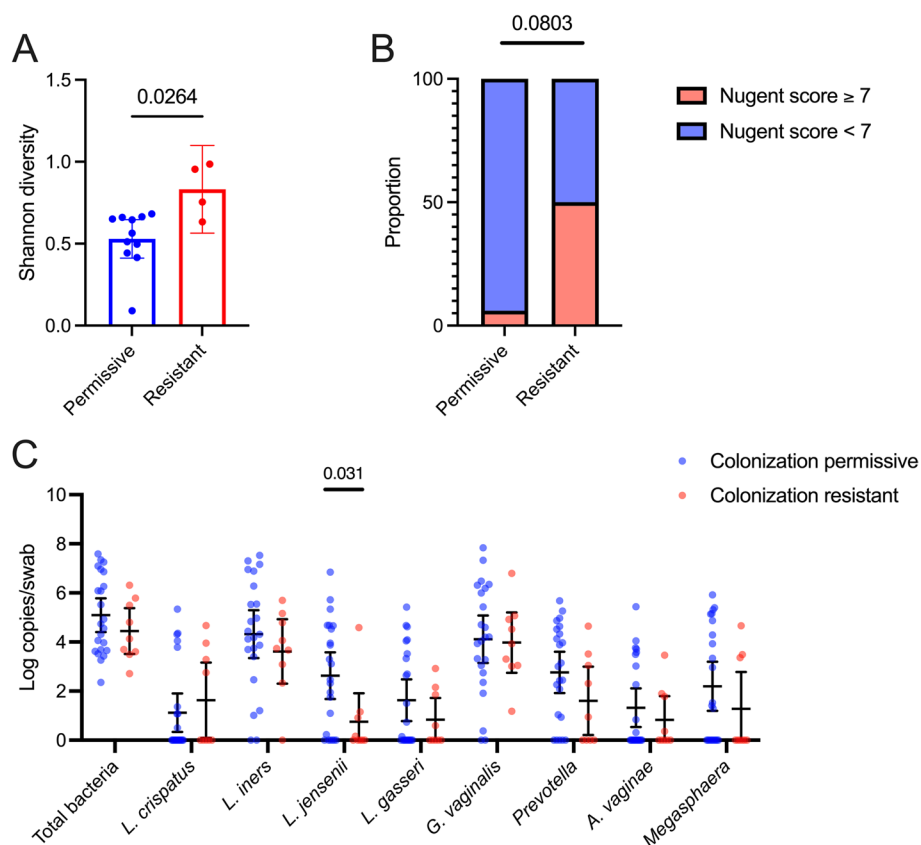 A
0.0264
Shannon diversity
1.5
1.0
0.5
0.0
Permissive
Resistant
B
0.0803
Proportion
100
50
0
Permissive
Resistant
Nugent score ≥ 7
Nugent score < 7
C
0.031
Colonization permissive
Colonization resistant
Log copies/swab
10
8
6
4
2
0
Total bacteria
L. crispatus
L. iners
L. jensenii
L. gasseri
G. vaginalis
Prevotella
A. vaginae
Megasphaera